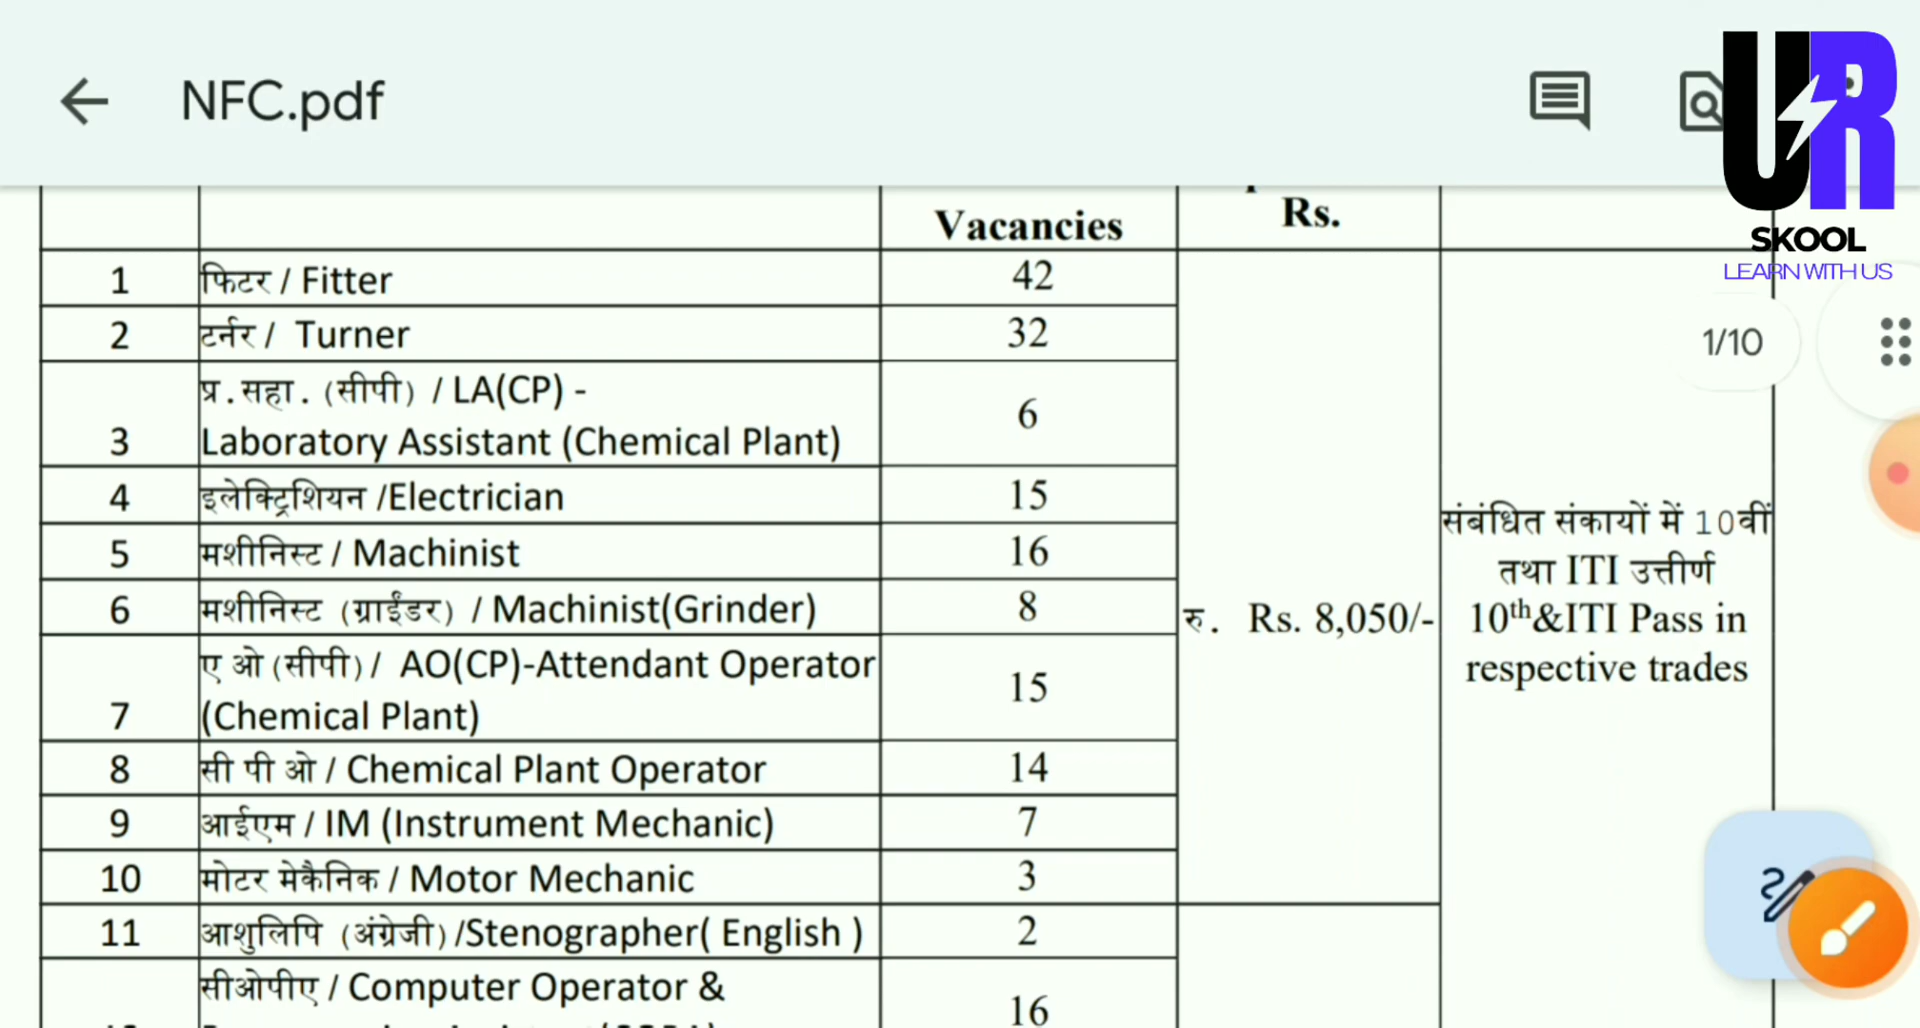 NFC.pdf
UR
SKOOL
LEARN WITH US
Vacancies
Rs.
1 फिटर / Fitter 42
2 टर्नर / Turner 32
प्र.सहा. (सीपी) / LA(CP) -
3 Laboratory Assistant (Chemical Plant) 6
4 इलेक्ट्रिशियन /Electrician 15
5 मशीनिस्ट / Machinist 16
6 मशीनिस्ट (ग्राईंडर) / Machinist(Grinder) 8
ए ओ (सीपी) / AO(CP)-Attendant Operator
7 (Chemical Plant) 15
8 सी पी ओ / Chemical Plant Operator 14
9 आईएम / IM (Instrument Mechanic) 7
10 मोटर मेकैनिक / Motor Mechanic 3
रु. Rs. 8,050/-
संबंधित संकायों में 10वीं
तथा ITI उत्तीर्ण
10th&ITI Pass in
respective trades
11 आशुलिपि (अंग्रेजी) /Stenographer( English ) 2
सीओपीए / Computer Operator &
16
1/10